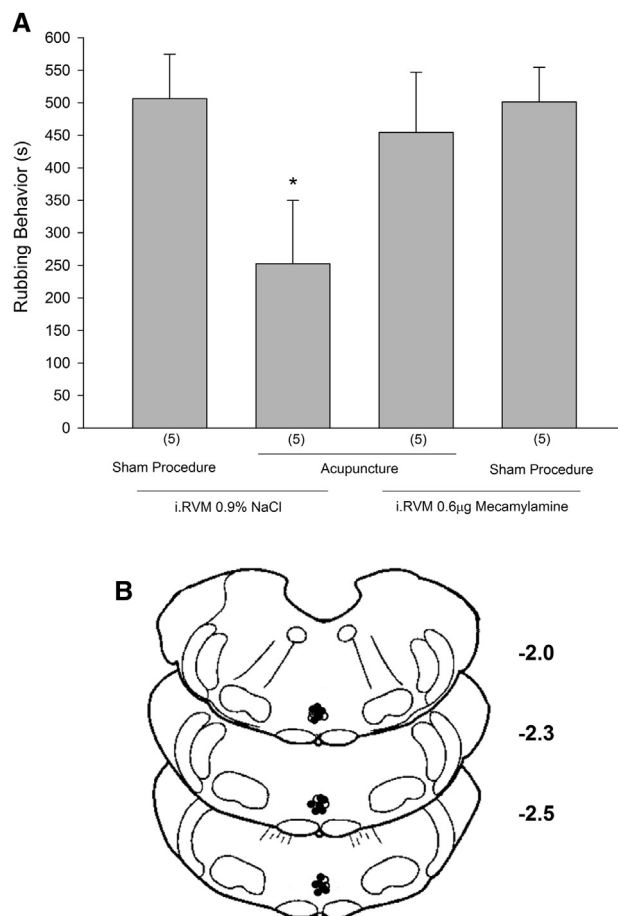 A
600
550
500
450
400
350
300
250
200
150
100
50
0
Rubbing Behavior (s)
*
(5) (5) (5) (5)
Sham Procedure Acupuncture Sham Procedure
i.RVM 0.9% NaCl i.RVM 0.6μg Mecamylamine
B
-2.0
-2.3
-2.5